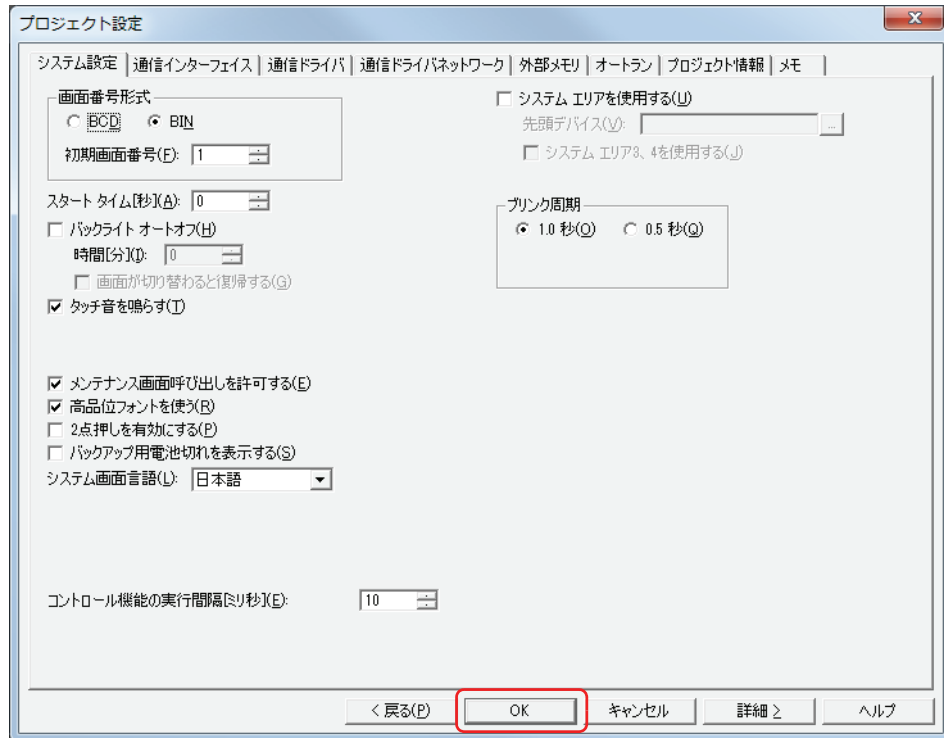 プロジェクト設定
システム設定 通信インターフェイス 通信ドライバ 通信ドライバネットワーク 外部メモリ オートラン プロジェクト情報 メモ
画面番号形式
BCD BIN
初期画面番号(F): 1
スタート タイム[秒](A): 0
バックライト オートオフ(H)
時間[分](I): 0
画面が切り替わると復帰する(G)
タッチ音を鳴らす(T)
メンテナンス画面呼び出しを許可する(E)
高品位フォントを使う(R)
2点押しを有効にする(P)
バックアップ用電池切れを表示する(S)
システム画面言語(L): 日本語
コントロール機能の実行間隔[ミリ秒](E): 10
システム エリアを使用する(U)
先頭デバイス(V): ...
システム エリア3、4を使用する(J)
ブリンク周期
1.0 秒(O) 0.5 秒(Q)
< 戻る(P) OK キャンセル 詳細 > ヘルプ